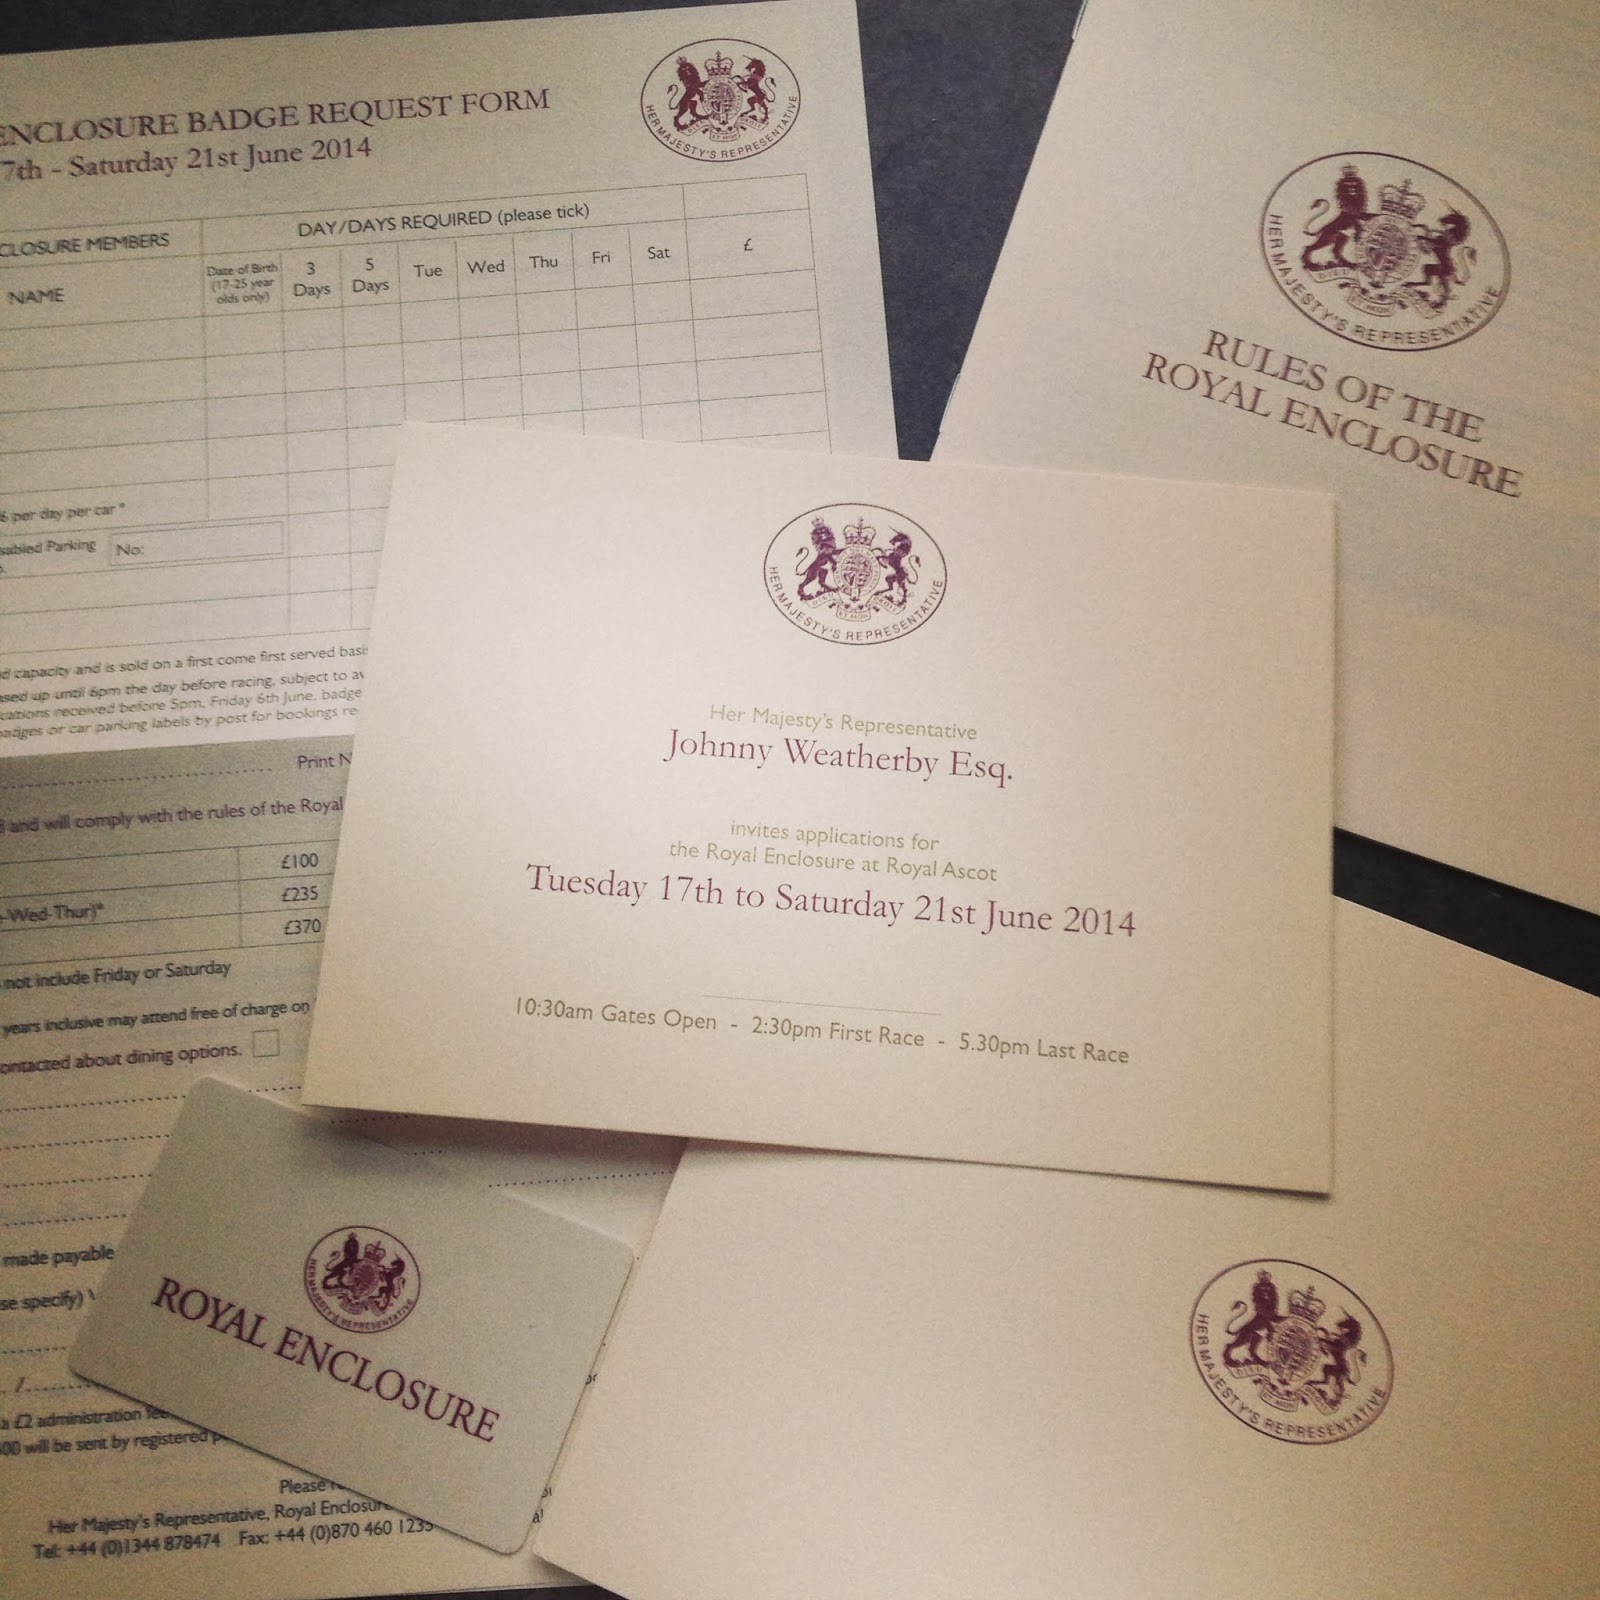 ENCLOSURE BADGE REQUEST FORM
7th - Saturday 21st June 2014
HER MAJESTY'S REPRESENTATIVE
CLOSURE MEMBERS
DAY/DAYS REQUIRED (please tick)
NAME
Date of Birth
(17-25 year
olds only)
3
Days
5
Days
Tue
Wed
Thu
Fri
Sat
£
6 per day per car *
sabled Parking
No:
d capacity and is sold on a first come first served basis
ased up until 6pm the day before racing, subject to av
cations received before 5pm, Friday 6th June, badge
badges or car parking labels by post for bookings re
Print N
and will comply with the rules of the Royal
£100
-Wed-Thur)* £235
£370
not include Friday or Saturday
years inclusive may attend free of charge on
ontacted about dining options.
made payable
se specify)
a £2 administration fee
00 will be sent by registered p
Please r
Her Majesty's Representative, Royal Enclosure
Tel: +44 (0)1344 878474 Fax: +44 (0)870 460 1235
HER MAJESTY'S REPRESENTATIVE
RULES OF THE
ROYAL ENCLOSURE
HER MAJESTY'S REPRESENTATIVE
Her Majesty's Representative
Johnny Weatherby Esq.
invites applications for
the Royal Enclosure at Royal Ascot
Tuesday 17th to Saturday 21st June 2014
10:30am Gates Open - 2:30pm First Race - 5.30pm Last Race
HER MAJESTY'S REPRESENTATIVE
ROYAL ENCLOSURE
HER MAJESTY'S REPRESENTATIVE